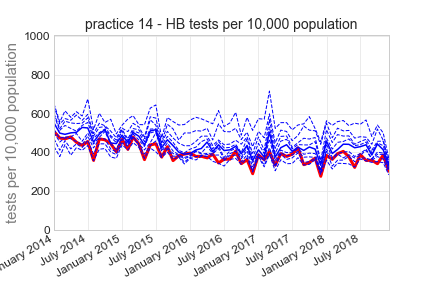 practice 14 - HB tests per 10,000 population
tests per 10,000 population
1000
800
600
400
200
0
nuary 2014
July 2014
January 2015
July 2015
January 2016
July 2016
January 2017
July 2017
January 2018
July 2018